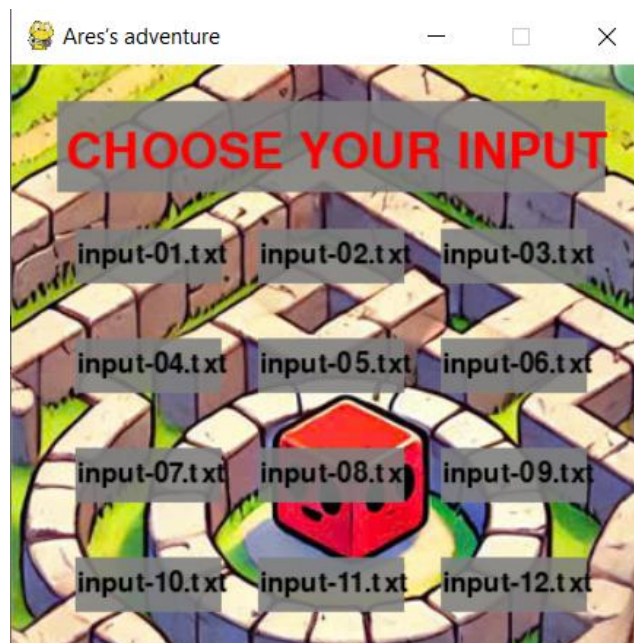 Ares's adventure
CHOOSE YOUR INPUT
input-01.txt input-02.txt input-03.txt
input-04.txt input-05.txt input-06.txt
input-07.txt input-08.txt input-09.txt
input-10.txt input-11.txt input-12.txt